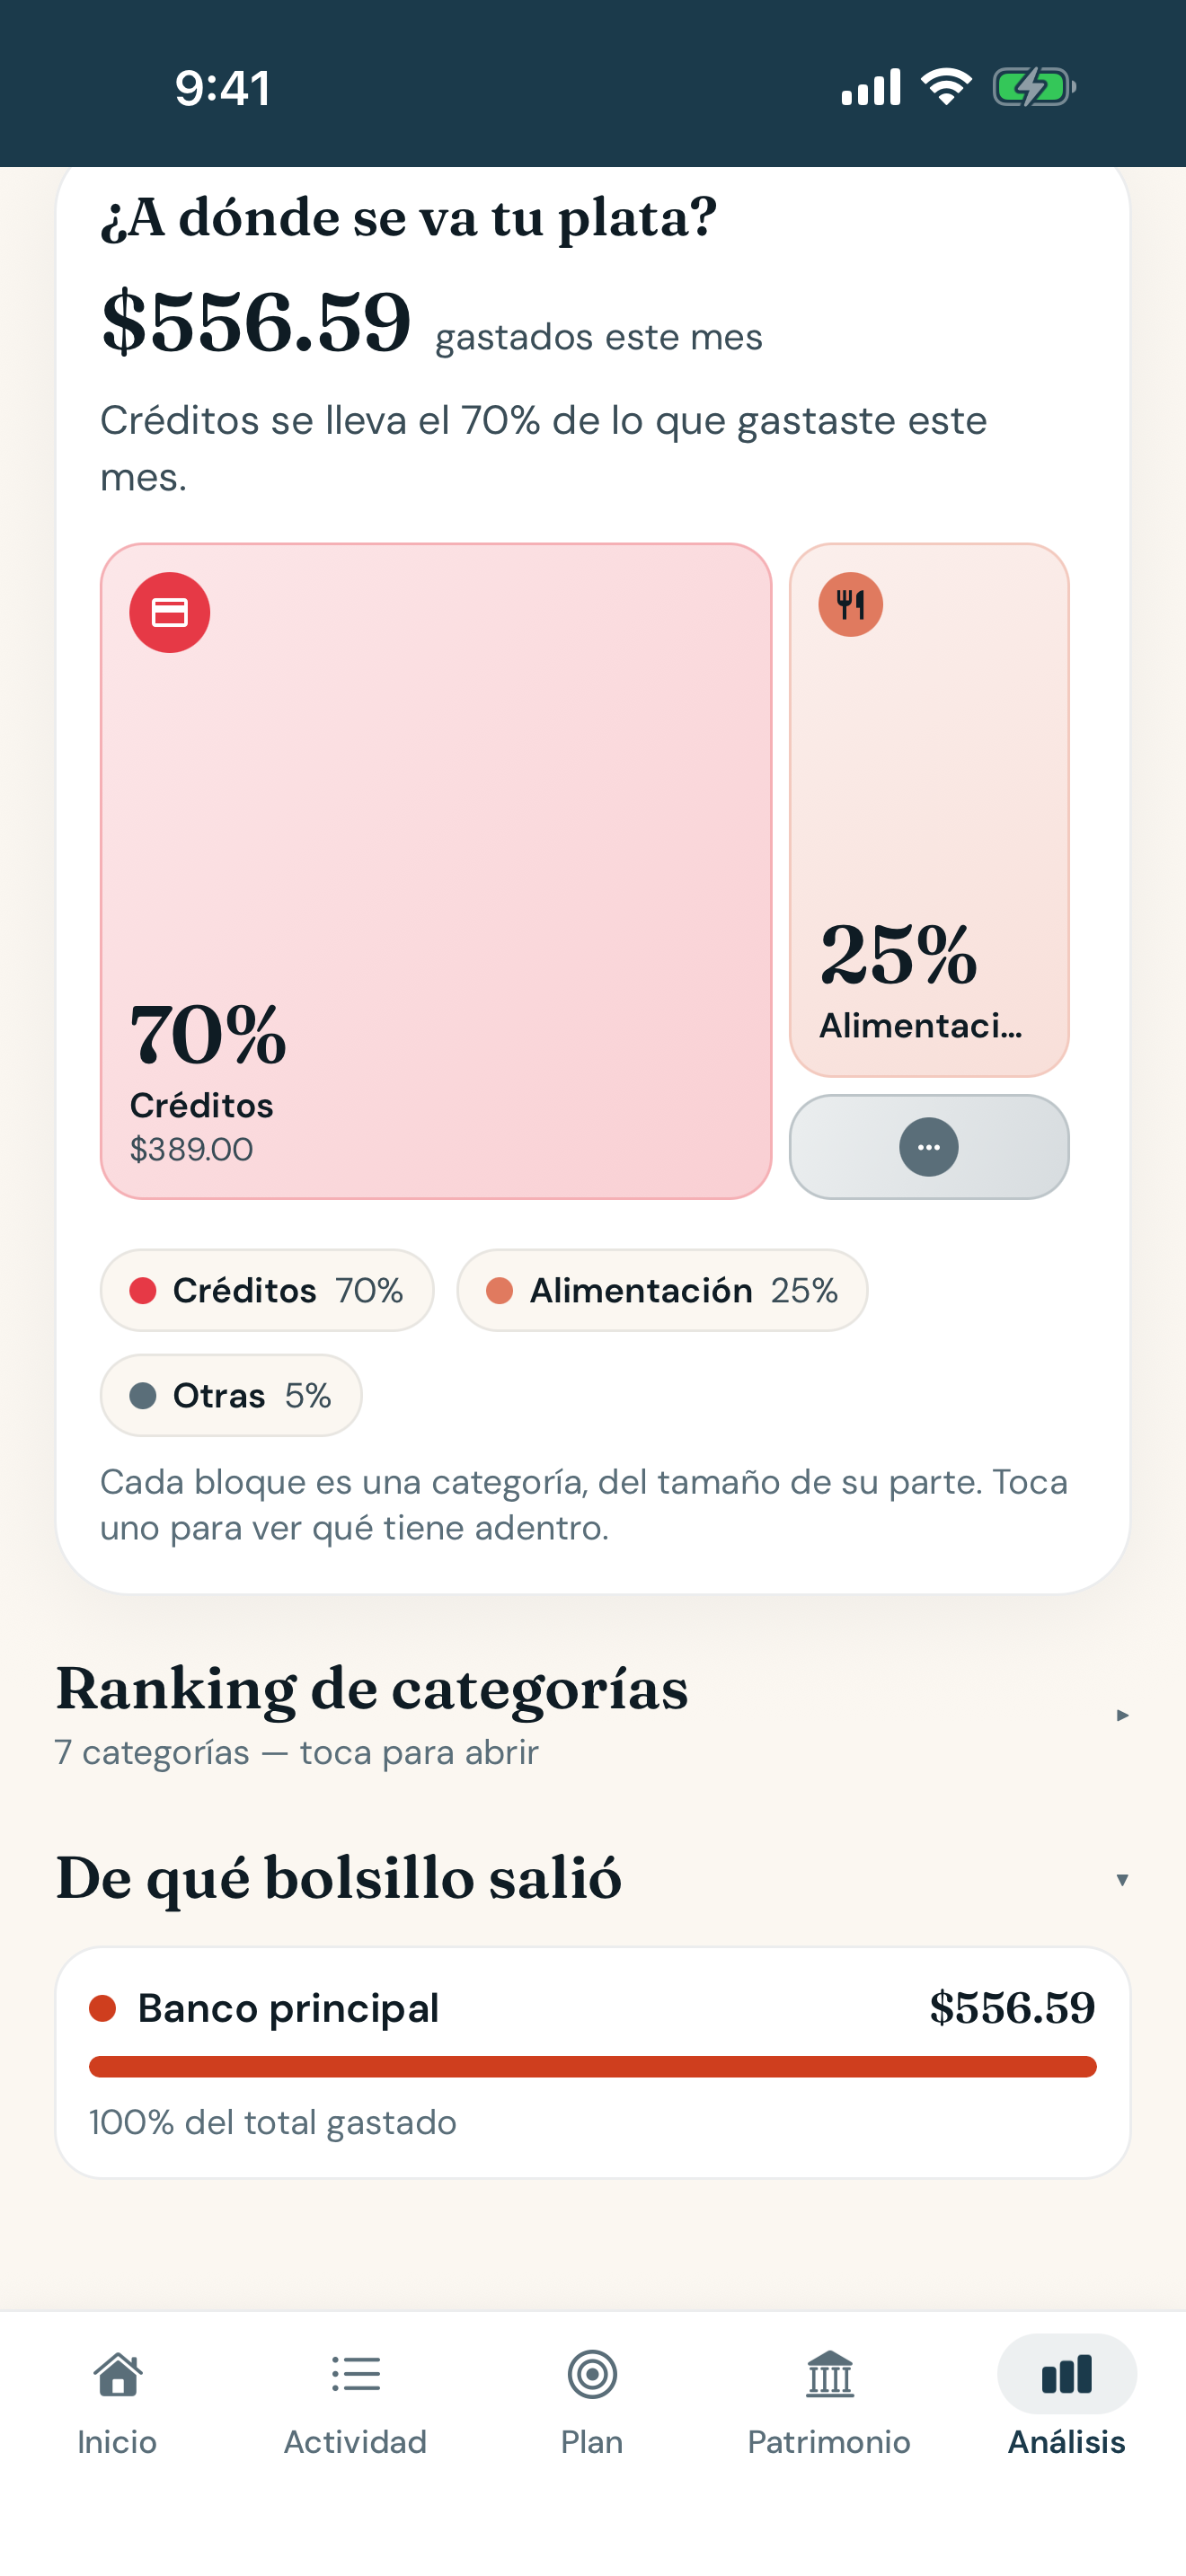 9:41
¿A dónde se va tu plata?
$556.59 gastados este mes
Créditos se lleva el 70% de lo que gastaste este
mes.
70%
Créditos
$389.00
25%
Alimentaci...
Créditos 70%
Alimentación 25%
Otras 5%
Cada bloque es una categoría, del tamaño de su parte. Toca
uno para ver qué tiene adentro.
Ranking de categorías
7 categorías — toca para abrir
De qué bolsillo salió
Banco principal $556.59
100% del total gastado
Inicio Actividad Plan Patrimonio Análisis